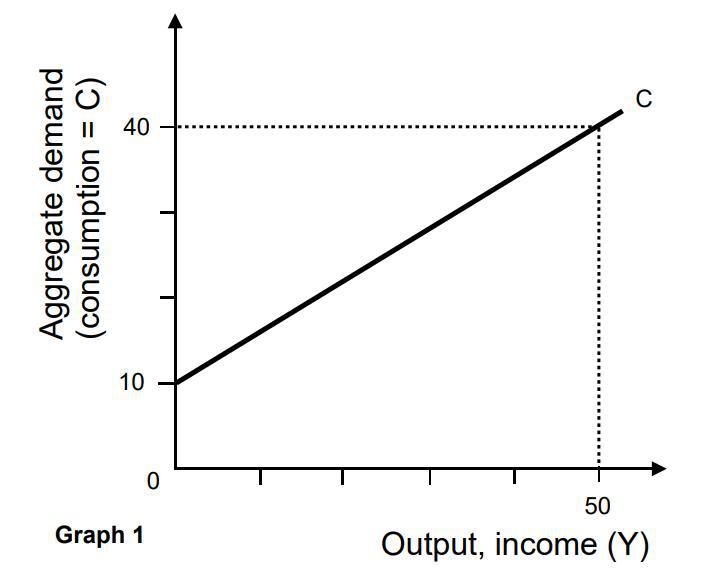 Aggregate demand
(consumption = C)
C
40
10
0
50
Graph 1
Output, income (Y)